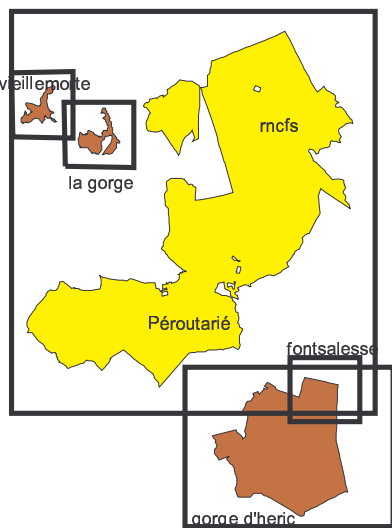 vieillemorte
rncfs
la gorge
Péroutarié
fontsalesse
gorge d'heric